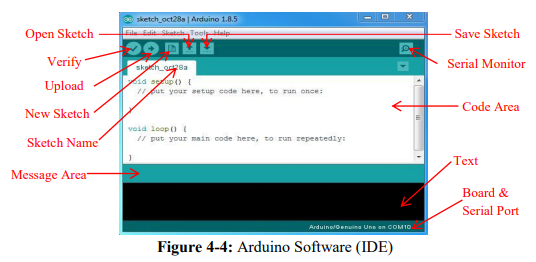 sketch_oct28a | Arduino 1.8.5
Open Sketch
Save Sketch
File Edit Sketch Tools Help
Verify
Serial Monitor
Upload
sketch_oct28a
void setup() {
// put your setup code here, to run once:
New Sketch
}
Code Area
void loop() {
Sketch Name
// put your main code here, to run repeatedly:
}
Message Area
Text
Board &
Serial Port
Arduino/Genuino Uno on COM10
Figure 4-4: Arduino Software (IDE)